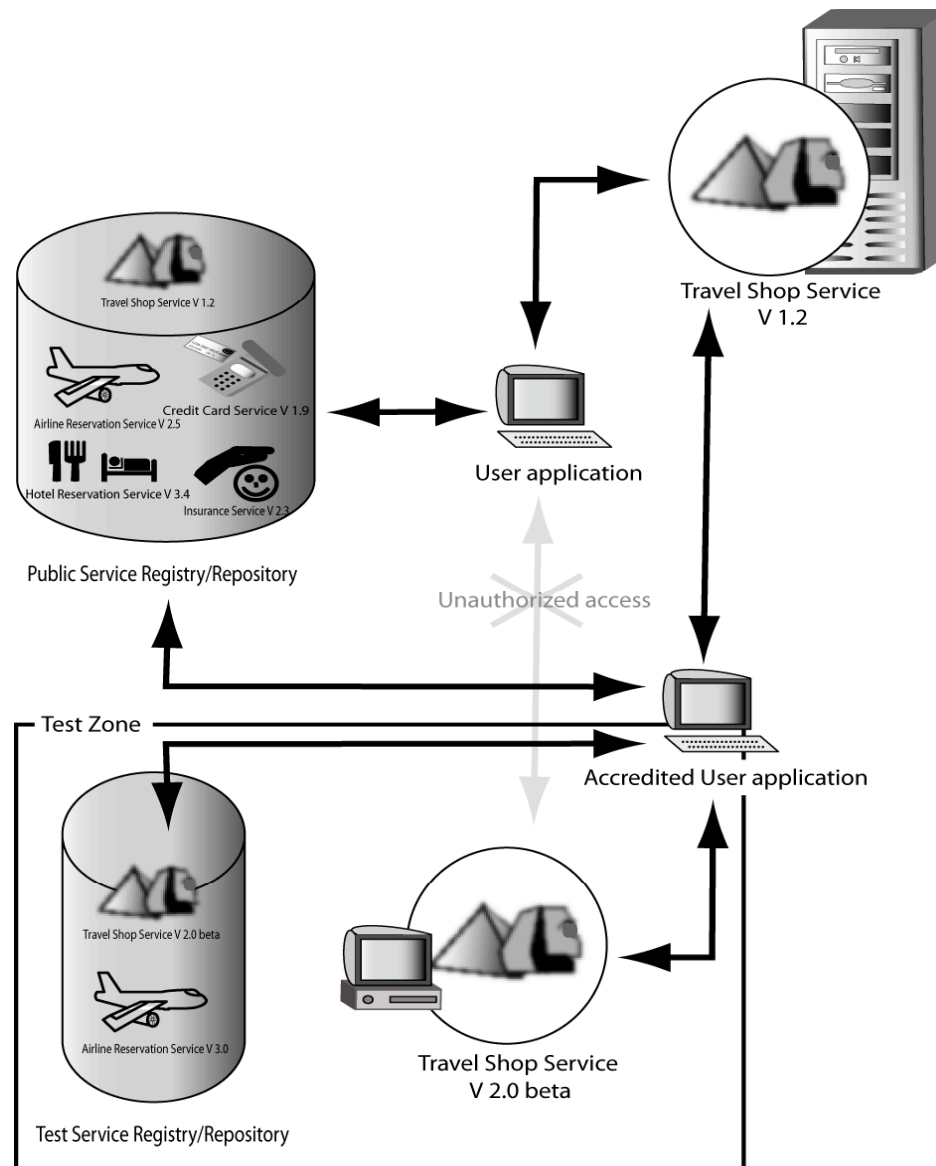 Travel Shop Service
V 1.2
Travel Shop Service V 1.2
Airline Reservation Service V 2.5
Credit Card Service V 1.9
Hotel Reservation Service V 3.4
Insurance Service V 2.3
Public Service Registry/Repository
User application
Unauthorized access
Test Zone
Accredited User application
Travel Shop Service V 2.0 beta
Airline Reservation Service V 3.0
Test Service Registry/Repository
Travel Shop Service
V 2.0 beta